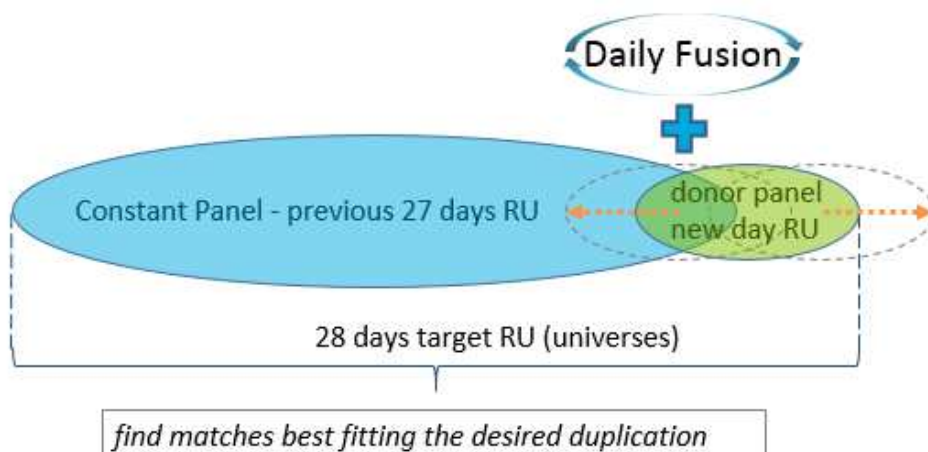 Daily Fusion
Constant Panel - previous 27 days RU
donor panel
new day RU
28 days target RU (universes)
find matches best fitting the desired duplication